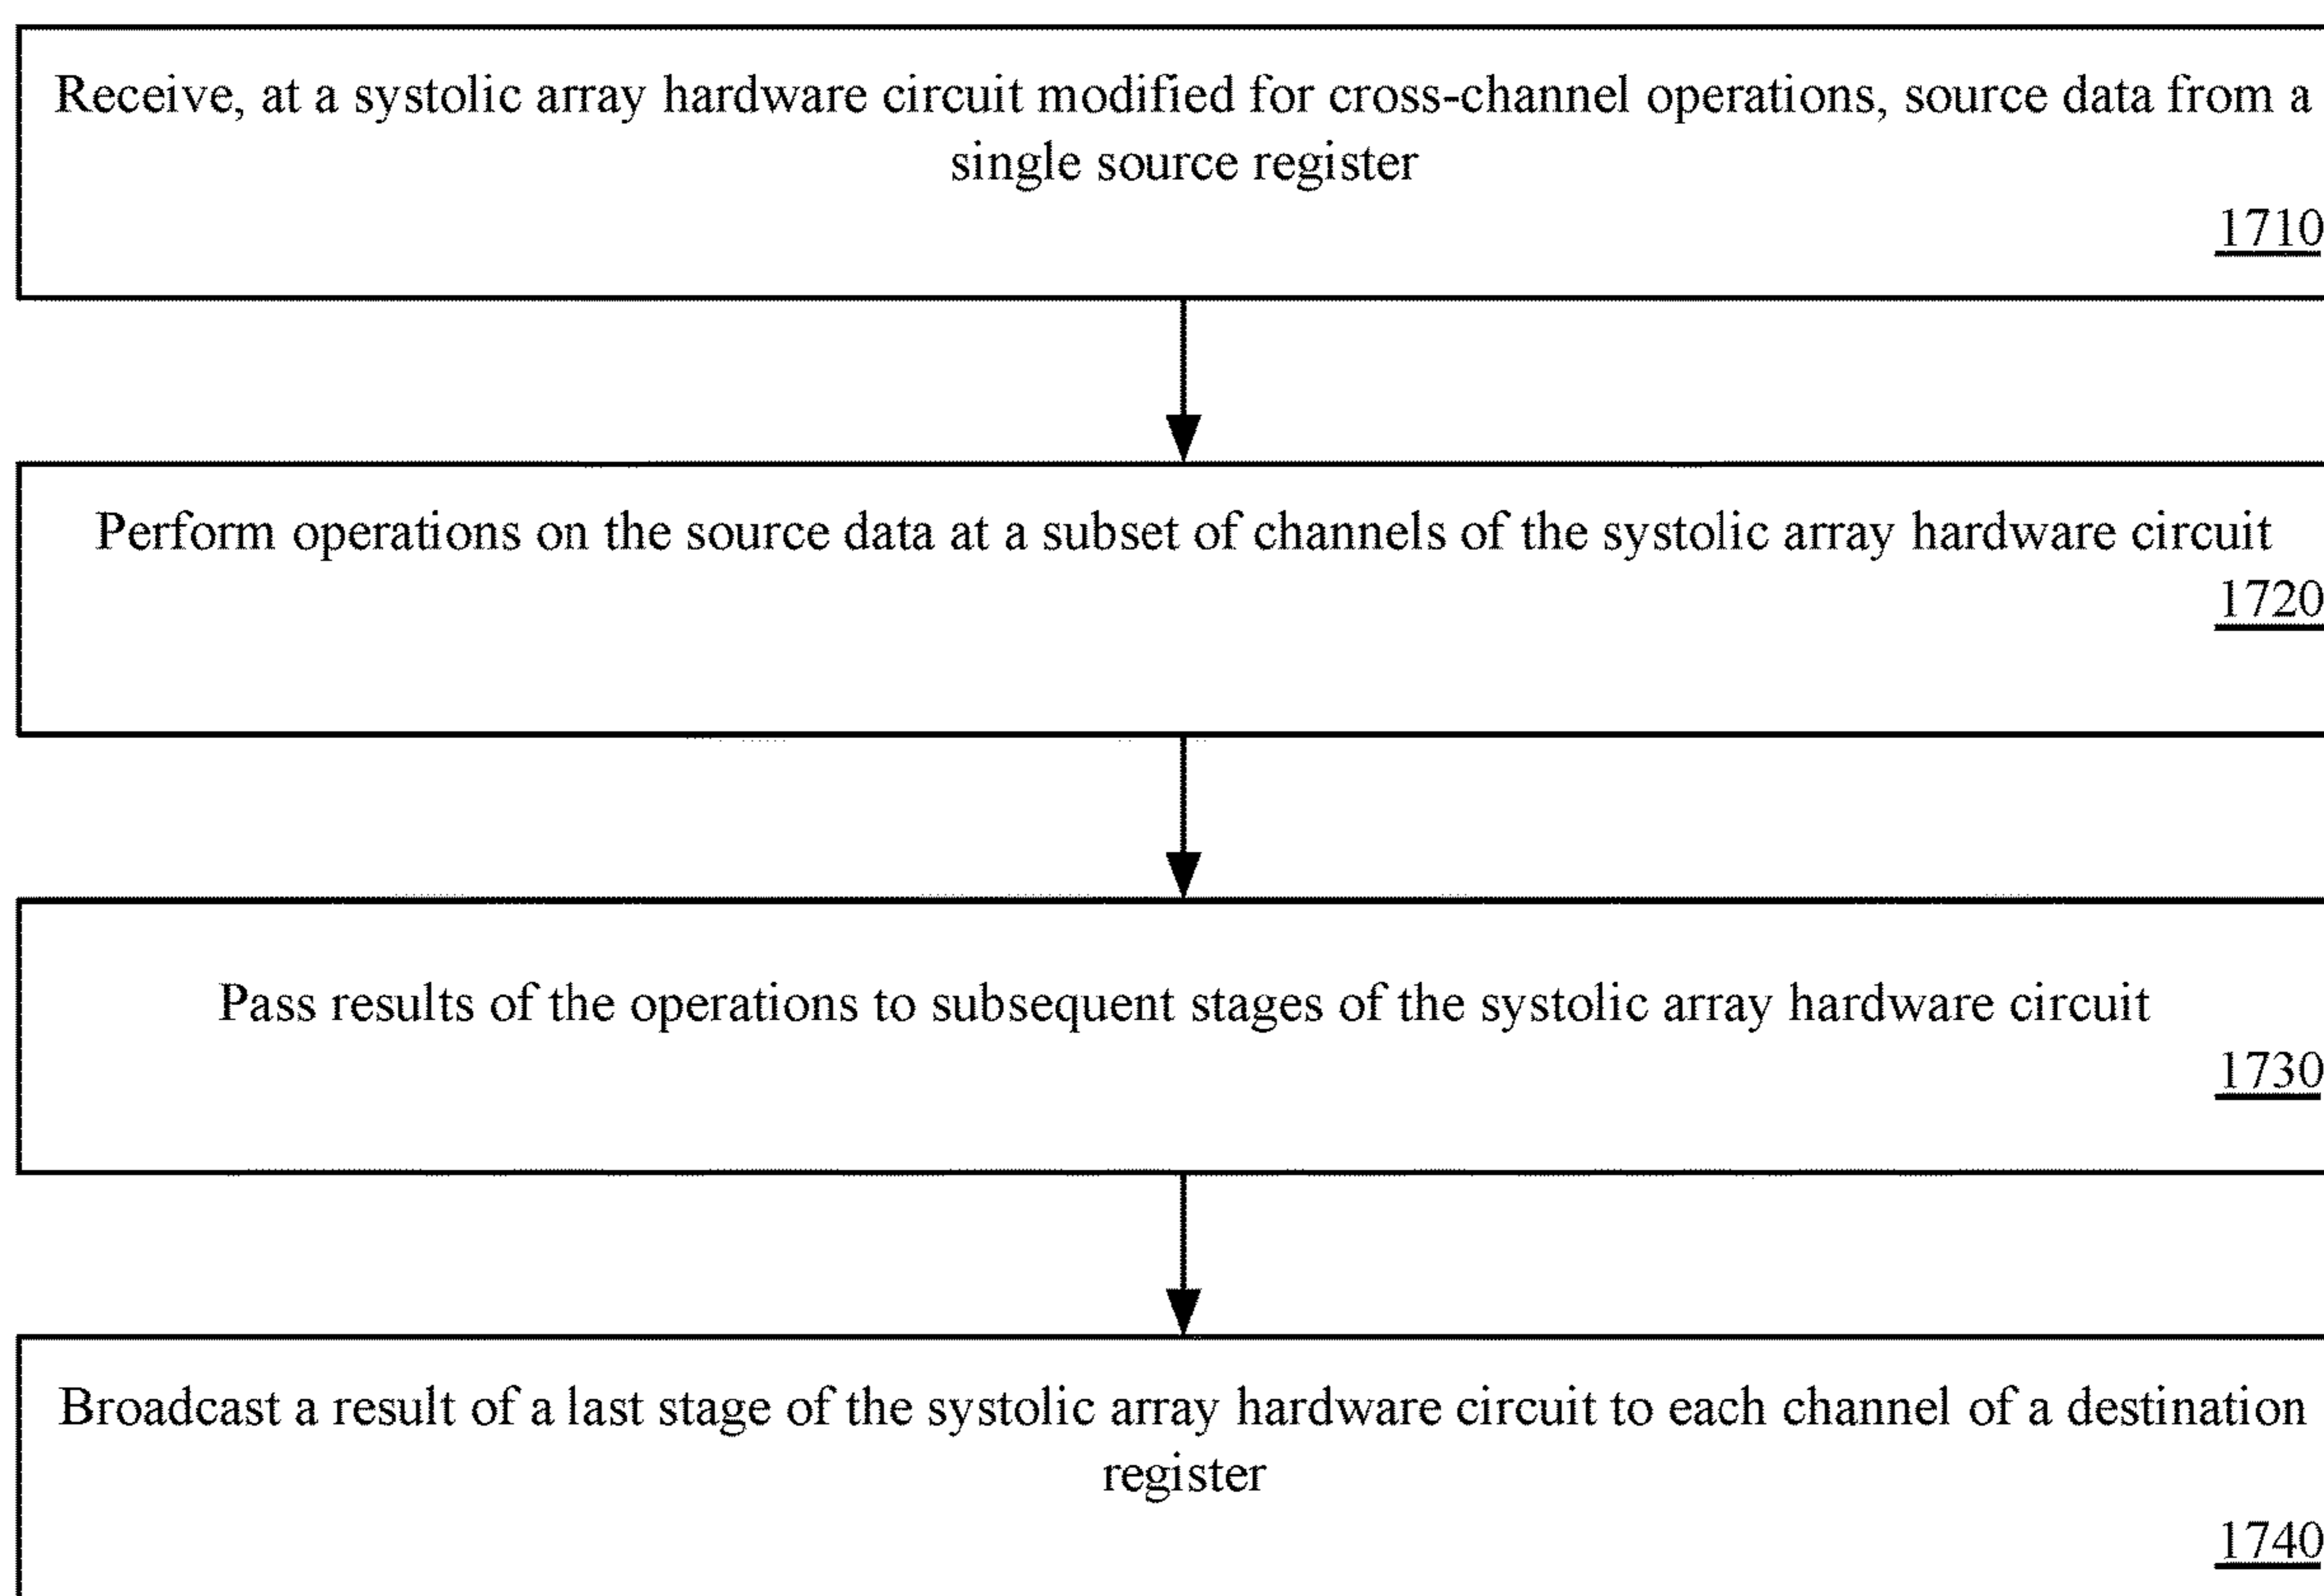 Receive, at a systolic array hardware circuit modified for cross-channel operations, source data from a
single source register
1710
Perform operations on the source data at a subset of channels of the systolic array hardware circuit
1720
Pass results of the operations to subsequent stages of the systolic array hardware circuit
1730
Broadcast a result of a last stage of the systolic array hardware circuit to each channel of a destination
register
1740